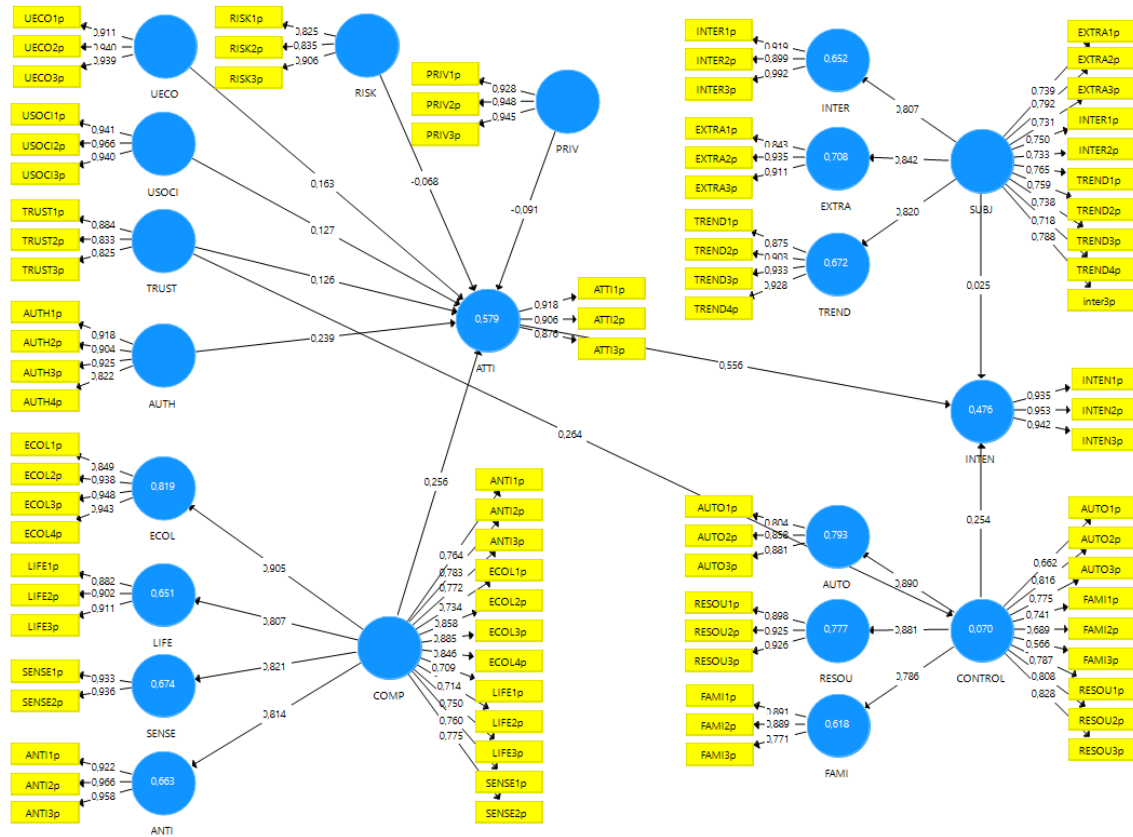 UECO1p
UECO2p
UECO3p
0,911
0,940
0,939
UECO
RISK1p
RISK2p
RISK3p
0,825
0,835
0,906
RISK
PRIV1p
PRIV2p
PRIV3p
0,928
0,948
0,945
PRIV
USOCI1p
USOCI2p
USOCI3p
0,941
0,966
0,940
USOCI
TRUST1p
TRUST2p
TRUST3p
0,884
0,833
0,825
TRUST
AUTH1p
AUTH2p
AUTH3p
AUTH4p
0,918
0,904
0,925
0,822
AUTH
0,163
-0,068
-0,091
0,127
0,126
0,239
0,264
0,579
ATTI
0,918
0,906
0,876
ATTI1p
ATTI2p
ATTI3p
0,556
0,256
INTER1p
INTER2p
INTER3p
0,919
0,899
0,992
0,652
INTER
0,807
EXTRA1p
EXTRA2p
EXTRA3p
0,843
0,935
0,911
0,708
EXTRA
0,842
TREND1p
TREND2p
TREND3p
TREND4p
0,875
0,903
0,933
0,928
0,672
TREND
0,820
SUBJ
0,739
0,792
0,731
0,750
0,733
0,765
0,759
0,738
0,718
0,788
EXTRA1p
EXTRA2p
EXTRA3p
INTER1p
INTER2p
TREND1p
TREND2p
TREND3p
TREND4p
inter3p
0,025
0,476
INTEN
0,935
0,953
0,942
INTEN1p
INTEN2p
INTEN3p
0,254
ECOL1p
ECOL2p
ECOL3p
ECOL4p
0,849
0,938
0,948
0,943
0,819
ECOL
0,905
LIFE1p
LIFE2p
LIFE3p
0,882
0,902
0,911
0,651
LIFE
0,807
SENSE1p
SENSE2p
0,933
0,936
0,674
SENSE
0,821
ANTI1p
ANTI2p
ANTI3p
0,922
0,966
0,958
0,663
ANTI
0,814
COMP
0,764
0,783
0,772
0,734
0,858
0,885
0,846
0,709
0,714
0,750
0,760
0,775
ANTI1p
ANTI2p
ANTI3p
ECOL1p
ECOL2p
ECOL3p
ECOL4p
LIFE1p
LIFE2p
LIFE3p
SENSE1p
SENSE2p
AUTO1p
AUTO2p
AUTO3p
0,804
0,858
0,881
0,793
AUTO
0,890
RESOU1p
RESOU2p
RESOU3p
0,898
0,925
0,926
0,777
RESOU
0,881
FAMI1p
FAMI2p
FAMI3p
0,891
0,889
0,771
0,618
FAMI
0,786
0,070
CONTROL
0,662
0,816
0,775
0,741
0,689
0,566
0,787
0,808
0,828
AUTO1p
AUTO2p
AUTO3p
FAMI1p
FAMI2p
FAMI3p
RESOU1p
RESOU2p
RESOU3p